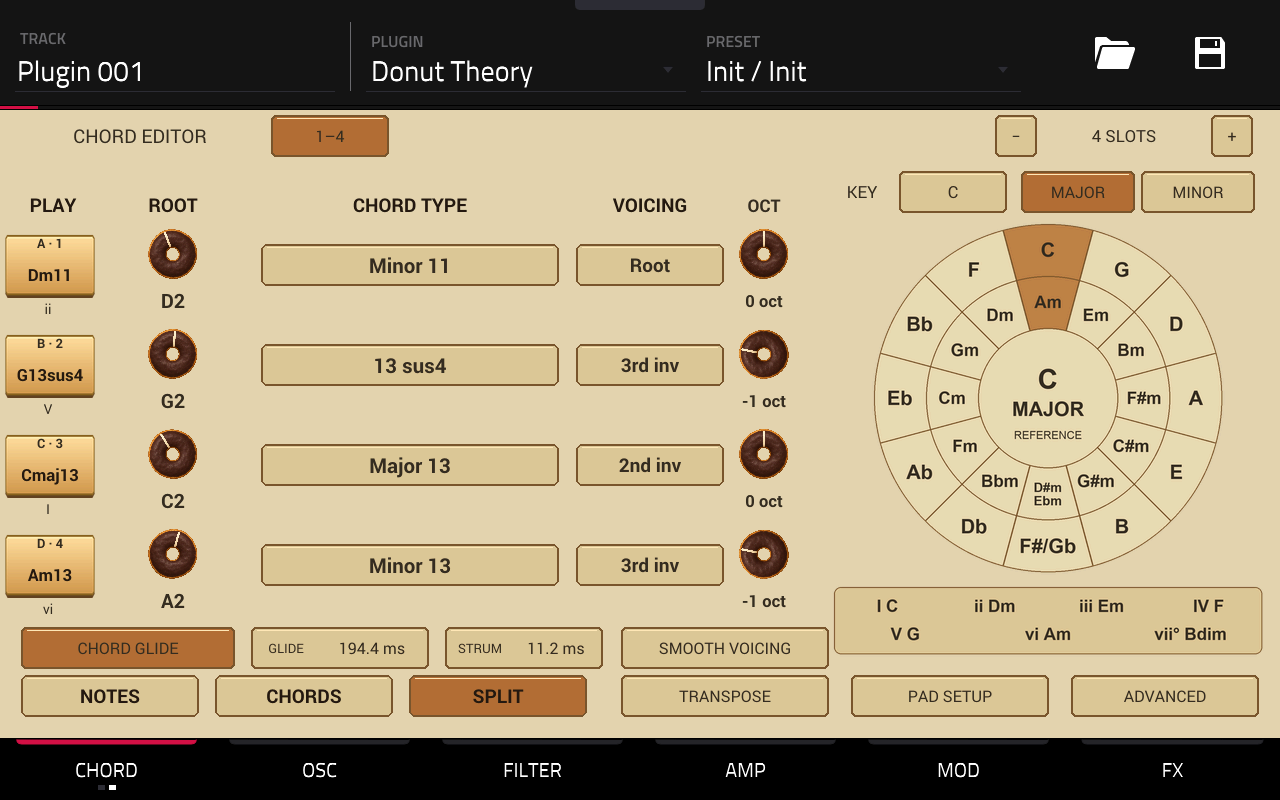 TRACK
Plugin 001
PLUGIN
Donut Theory
PRESET
Init / Init
CHORD EDITOR
1–4
−
4 SLOTS
+
KEY
C
MAJOR
MINOR
PLAY
ROOT
CHORD TYPE
VOICING
OCT
A · 1
Dm11
ii
D2
Minor 11
Root
0 oct
B · 2
G13sus4
V
G2
13 sus4
3rd inv
-1 oct
C · 3
Cmaj13
I
C2
Major 13
2nd inv
0 oct
D · 4
Am13
vi
A2
Minor 13
3rd inv
-1 oct
C
G
D
A
E
B
F#/Gb
Db
Ab
Eb
Bb
F
Am
Em
Bm
F#m
C#m
G#m
D#m
Ebm
Bbm
Fm
Cm
Gm
Dm
C
MAJOR
REFERENCE
I C ii Dm iii Em IV F
V G vi Am vii° Bdim
CHORD GLIDE
GLIDE 194.4 ms
STRUM 11.2 ms
SMOOTH VOICING
NOTES
CHORDS
SPLIT
TRANSPOSE
PAD SETUP
ADVANCED
CHORD
OSC
FILTER
AMP
MOD
FX